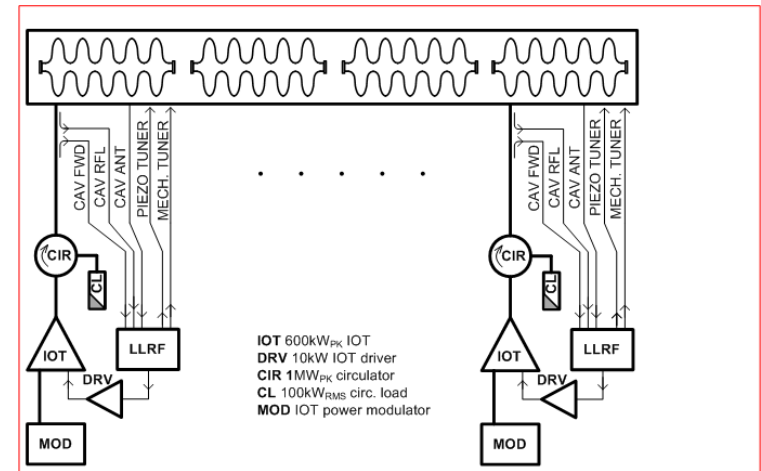 CAV FWD
CAV RFL
CAV ANT
PIEZO TUNER
MECH. TUNER
CAV FWD
CAV RFL
CAV ANT
PIEZO TUNER
MECH. TUNER
CIR
CL
CIR
CL
IOT
LLRF
IOT
LLRF
DRV
DRV
MOD
MOD
IOT 600kWPK IOT
DRV 10kW IOT driver
CIR 1MWPK circulator
CL 100kWRMS circ. load
MOD IOT power modulator